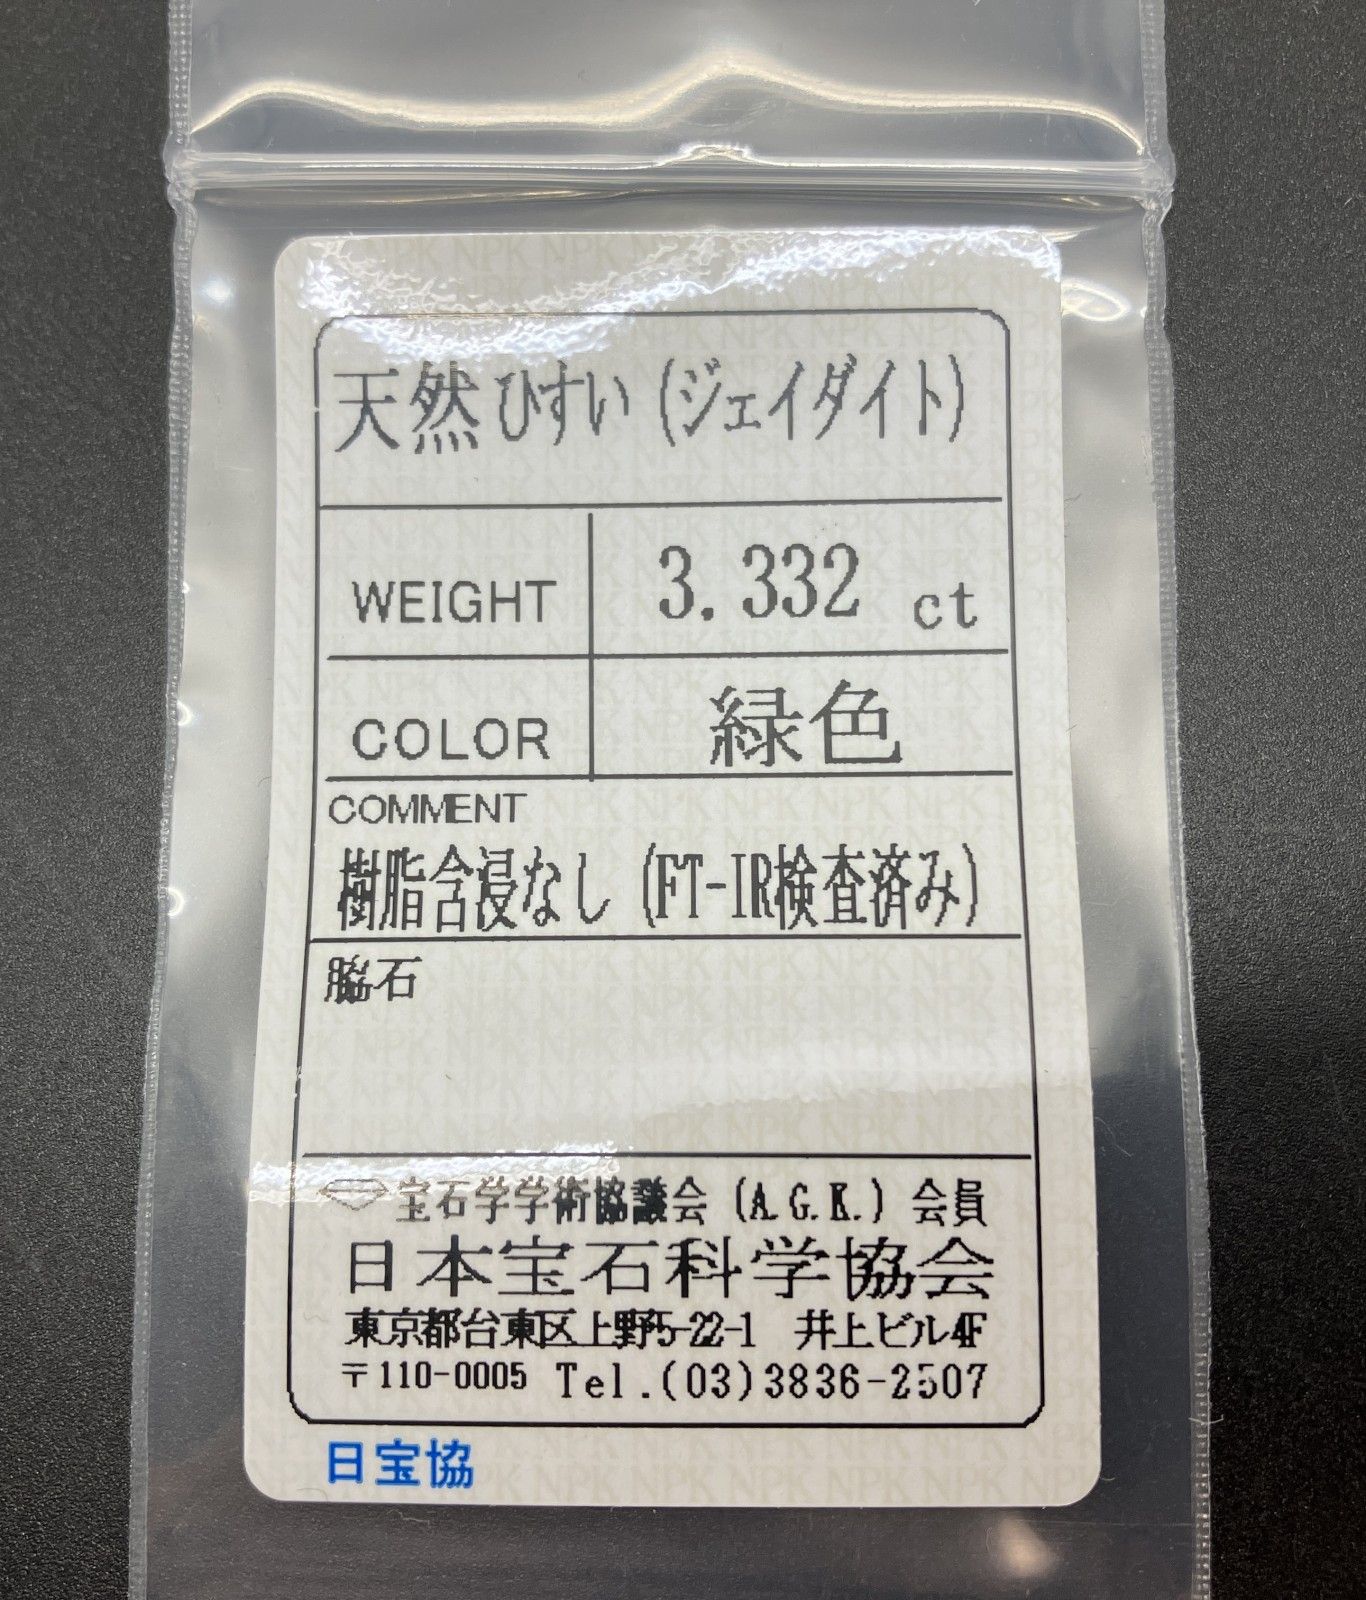 天然ひすい(ジェイダイト)
WEIGHT 3.332 ct
COLOR 緑色
COMMENT
樹脂含浸なし(FT-IR検査済み)
脇石
宝石学学術協議会(A.G.K.)会員
日本宝石科学協会
東京都台東区上野5-22-1 井上ビル4F
〒110-0005 Tel.(03)3836-2507
日宝協